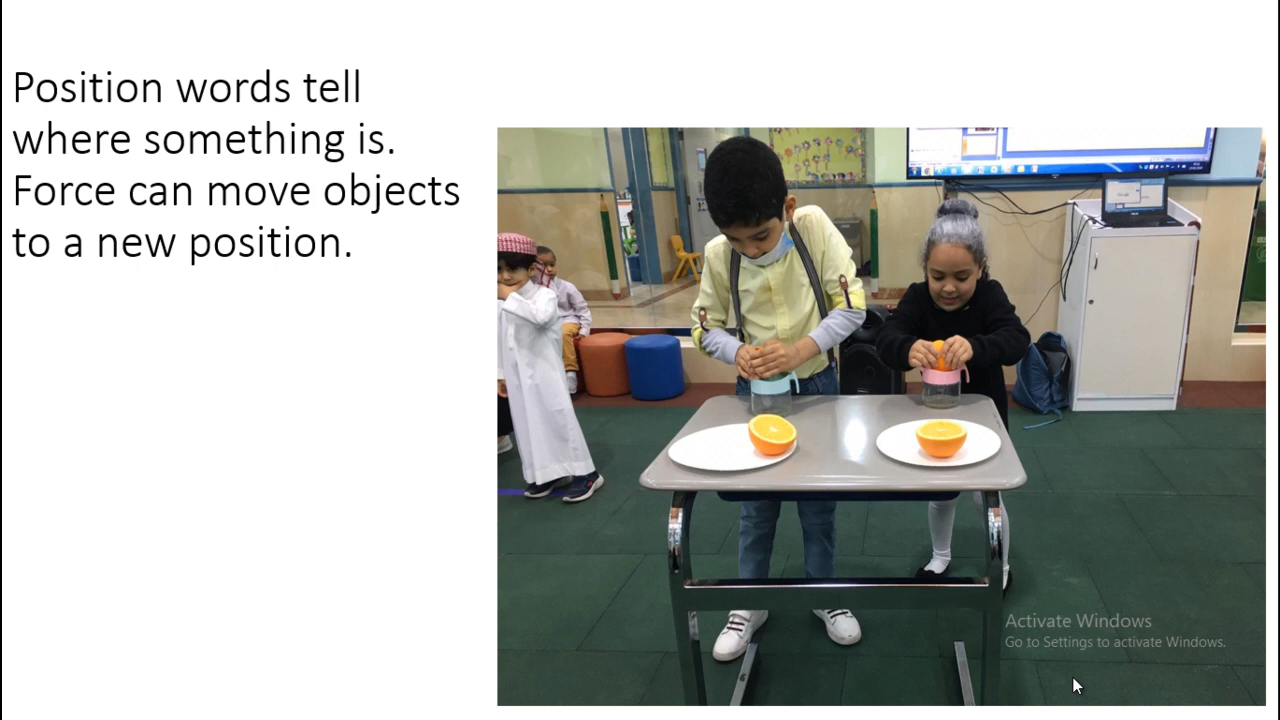 Position words tell
where something is.
Force can move objects
to a new position.
Activate Windows
Go to Settings to activate Windows.